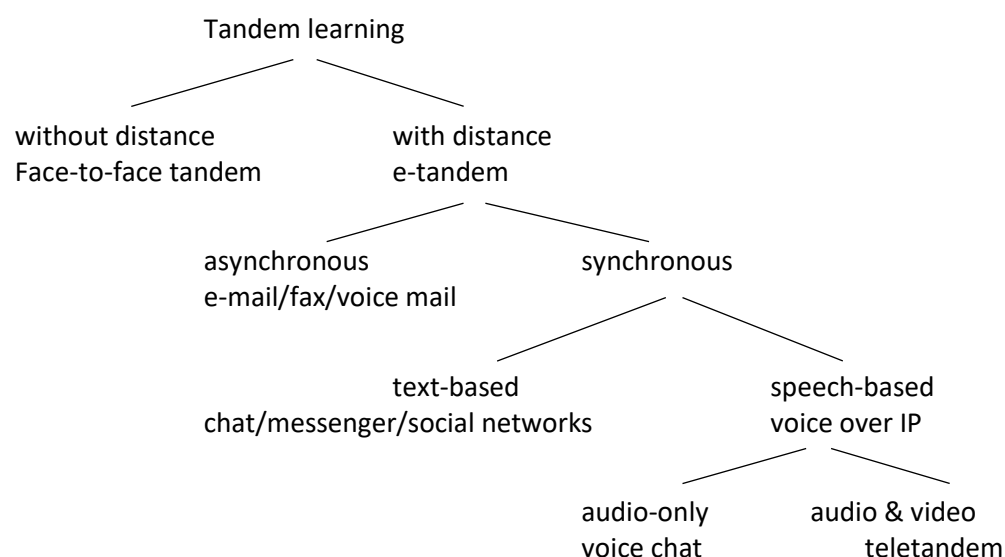 Tandem learning
without distance
Face-to-face tandem
with distance
e-tandem
asynchronous
e-mail/fax/voice mail
synchronous
text-based
chat/messenger/social networks
speech-based
voice over IP
audio-only
voice chat
audio & video
teletandem